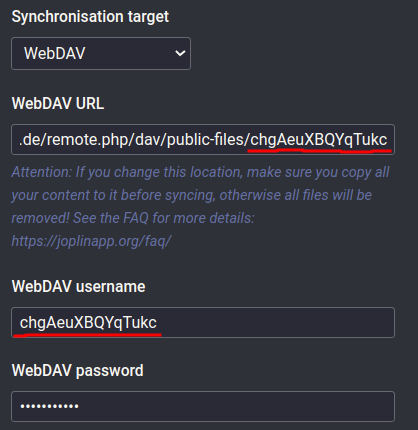 Synchronisation target
WebDAV
WebDAV URL
.de/remote.php/dav/public-files/chgAeuXBQYqTukc
Attention: If you change this location, make sure you copy all
your content to it before syncing, otherwise all files will be
removed! See the FAQ for more details:
https://joplinapp.org/faq/
WebDAV username
chgAeuXBQYqTukc
WebDAV password
•••••••••••